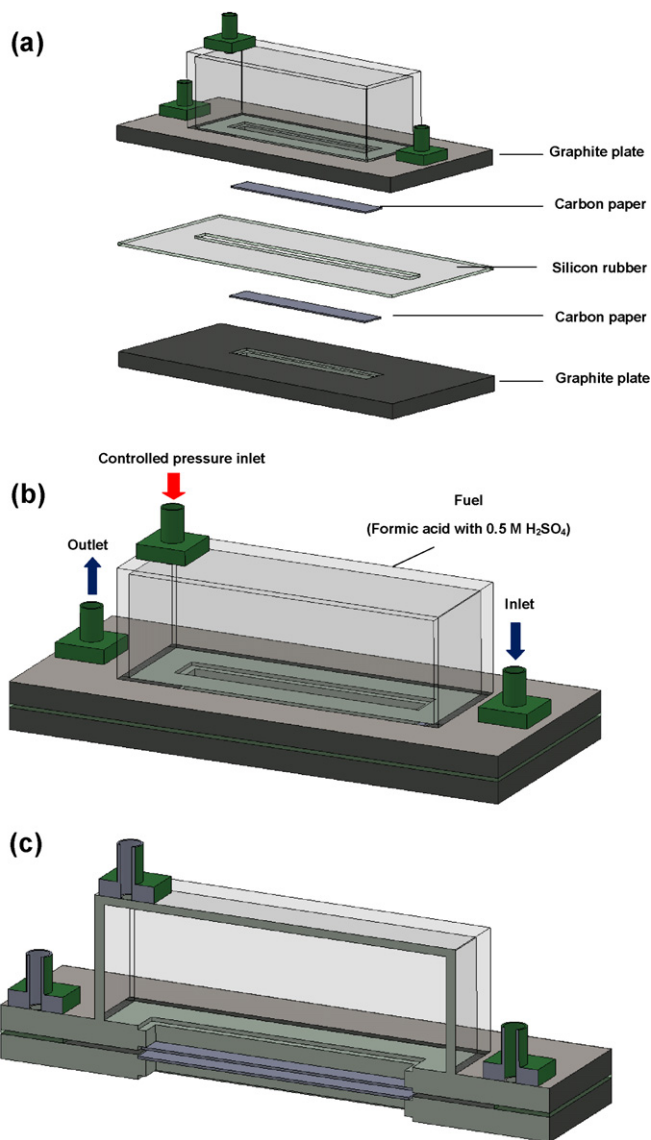 (a)
Graphite plate
Carbon paper
Silicon rubber
Carbon paper
Graphite plate
Controlled pressure inlet
(b)
Fuel
(Formic acid with 0.5 M H₂SO₄)
Outlet
Inlet
(c)